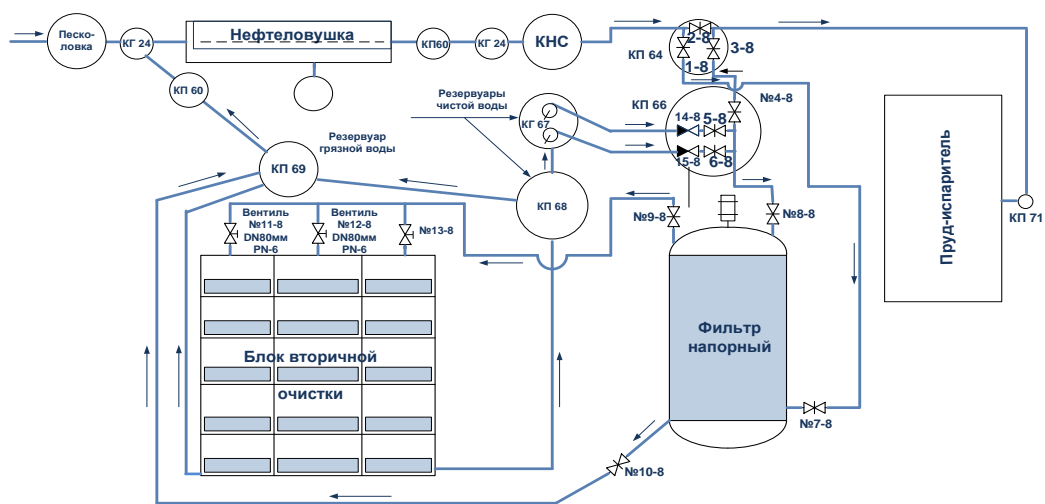 Песко-
ловка
КГ 24
Нефтеловушка
КП60
КГ 24
КНС
КП 64
2-8
3-8
1-8
КП 60
Резервуары
чистой воды
КГ 67
КП 66
14-8
5-8
№4-8
15-8
6-8
Резервуар
грязной воды
КП 69
КП 68
Пруд-испаритель
КП 71
Вентиль
№11-8
DN80мм
PN-6
Вентиль
№12-8
DN80мм
PN-6
№13-8
№9-8
№8-8
Фильтр
напорный
Блок вторичной
очистки
№7-8
№10-8